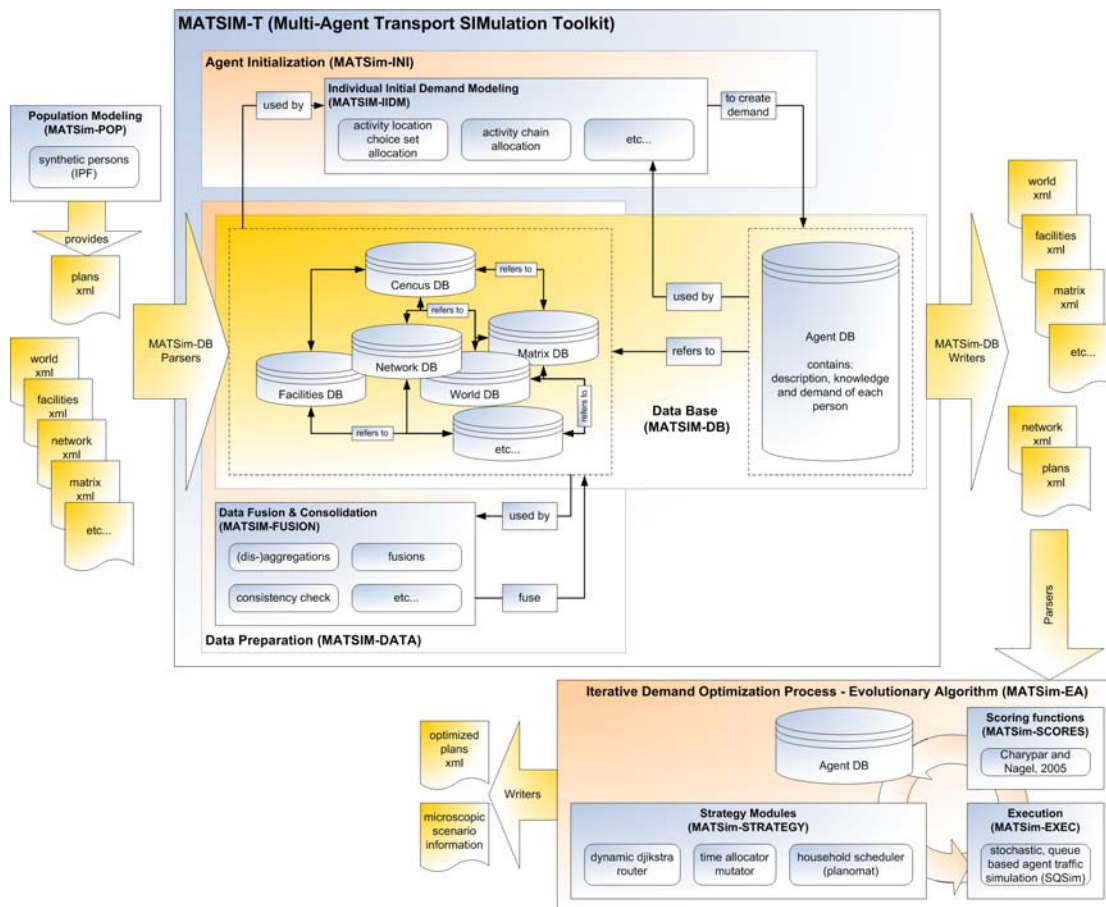 MATSIM-T (Multi-Agent Transport SIMulation Toolkit)
Agent Initialization (MATSim-INI)
used by
Individual Initial Demand Modeling
(MATSIM-IIDM)
activity location
choice set
allocation
activity chain
allocation
etc...
to create
demand
Population Modeling
(MATSim-POP)
synthetic persons
(IPF)
provides
plans
xml
world
xml
facilities
xml
network
xml
matrix
xml
etc...
MATSim-DB
Parsers
Cencus DB
refers to
refers to
Matrix DB
Network DB
Facilities DB
World DB
refers to
refers to
etc...
used by
refers to
Data Base
(MATSIM-DB)
Agent DB
contains:
description, knowledge
and demand of each
person
MATSim-DB
Writers
world
xml
facilities
xml
matrix
xml
etc...
network
xml
plans
xml
Data Fusion & Consolidation
(MATSIM-FUSION)
(dis-)aggregations
fusions
consistency check
etc...
used by
fuse
Data Preparation (MATSIM-DATA)
Parsers
Iterative Demand Optimization Process - Evolutionary Algorithm (MATSim-EA)
Agent DB
Scoring functions
(MATSim-SCORES)
Charypar and
Nagel, 2005
Strategy Modules
(MATSim-STRATEGY)
dynamic djikstra
router
time allocator
mutator
household scheduler
(planomat)
Execution
(MATSim-EXEC)
stochastic, queue
based agent traffic
simulation (SQSim)
Writers
optimized
plans
xml
microscopic
scenario
information